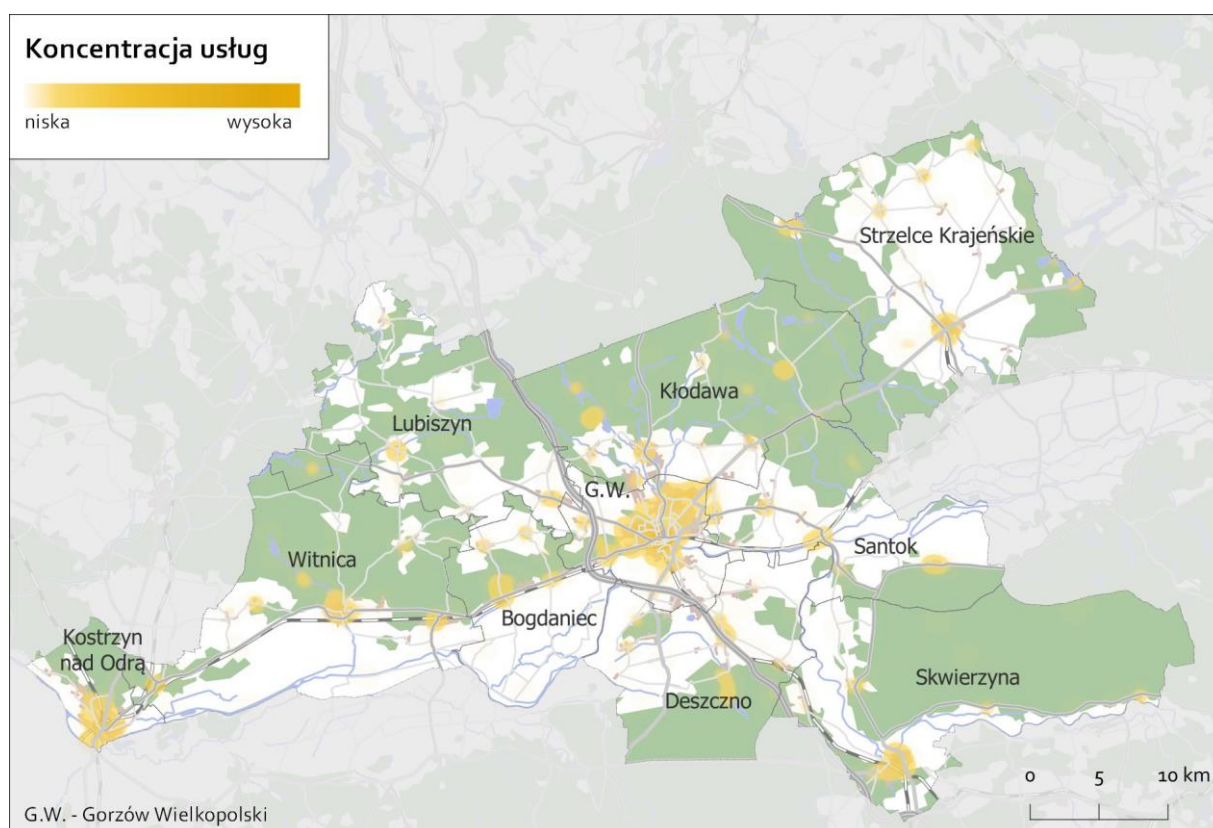 Koncentracja usług
niska wysoka
Strzelce Krajeńskie
Kłodawa
Lubiszyn
G.W.
Santok
Witnica
Bogdaniec
Kostrzyn
nad Odrą
Skwierzyna
Deszczno
0 5 10 km
G.W. - Gorzów Wielkopolski